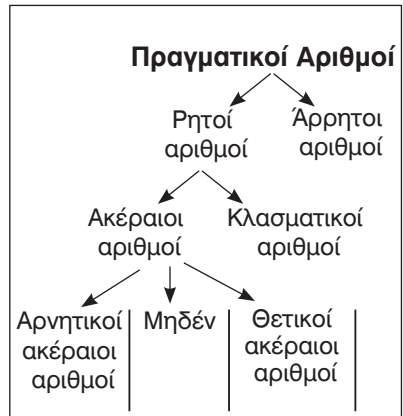 Πραγματικοί Αριθμοί
Ρητοί
αριθμοί
Άρρητοι
αριθμοί
Ακέραιοι
αριθμοί
Κλασματικοί
αριθμοί
Αρνητικοί
ακέραιοι
αριθμοί
Μηδέν
Θετικοί
ακέραιοι
αριθμοί